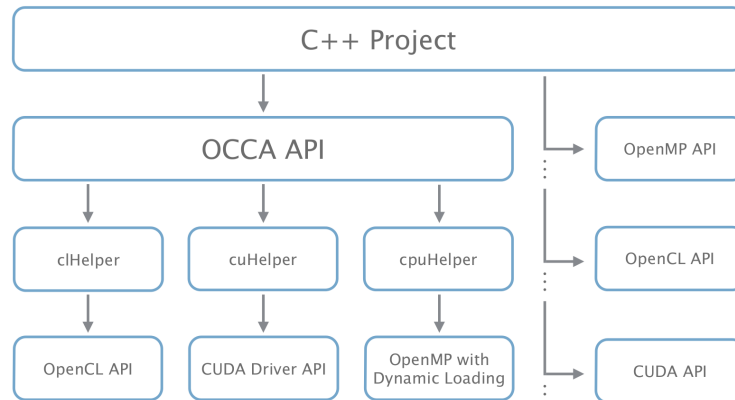 C++ Project
OCCA API
OpenMP API
clHelper
cuHelper
cpuHelper
OpenCL API
OpenCL API
CUDA Driver API
OpenMP with
Dynamic Loading
CUDA API